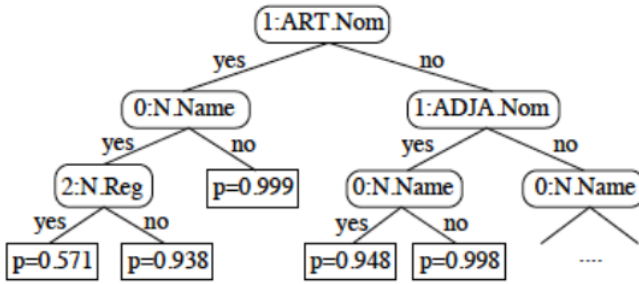 1:ART.Nom
yes no
0:N.Name 1:ADJA.Nom
yes no yes no
2:N.Reg p=0.999 0:N.Name 0:N.Name
yes no yes no
p=0.571 p=0.938 p=0.948 p=0.998 ....